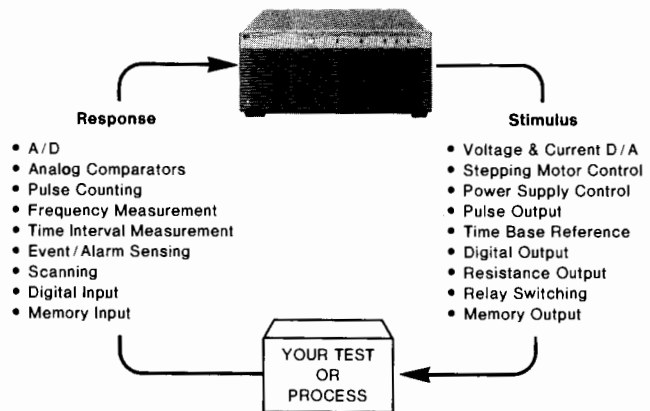 Response
• A/D
• Analog Comparators
• Pulse Counting
• Frequency Measurement
• Time Interval Measurement
• Event/Alarm Sensing
• Scanning
• Digital Input
• Memory Input
Stimulus
• Voltage & Current D/A
• Stepping Motor Control
• Power Supply Control
• Pulse Output
• Time Base Reference
• Digital Output
• Resistance Output
• Relay Switching
• Memory Output
YOUR TEST
OR
PROCESS